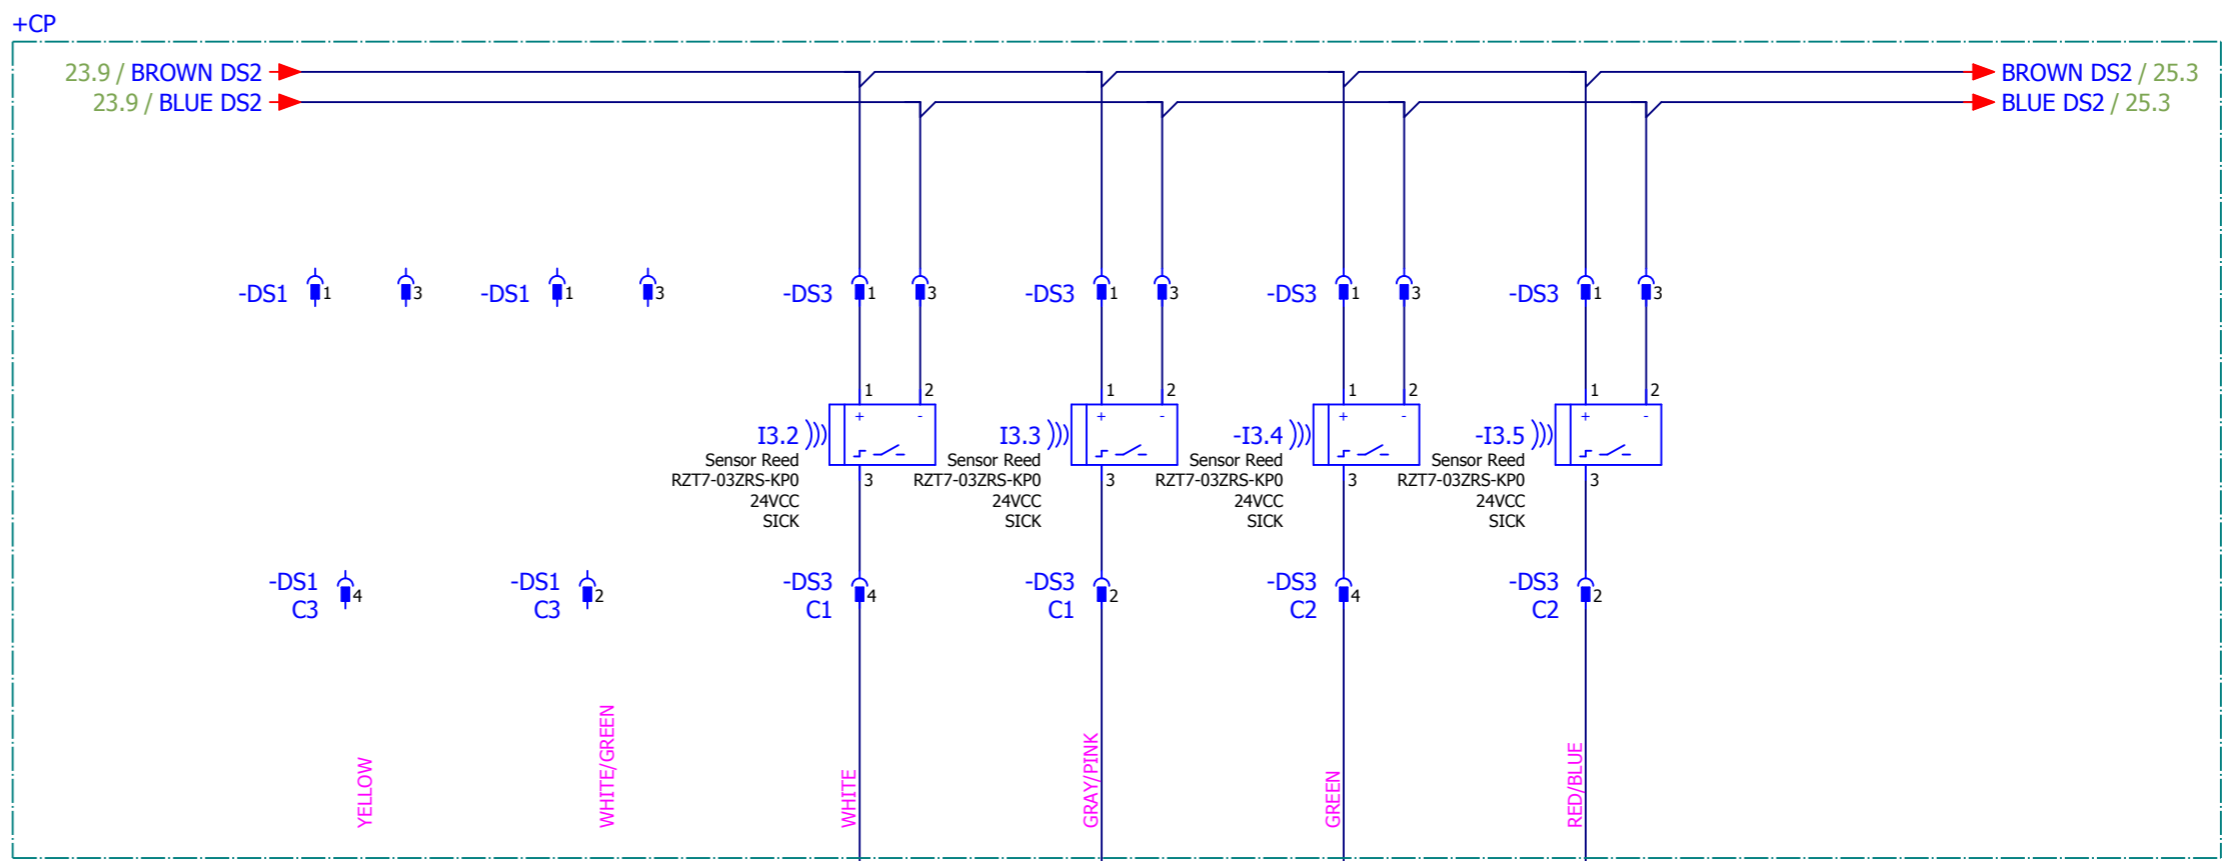 +CP
23.9 / BROWN DS2
BROWN DS2 / 25.3
23.9 / BLUE DS2
BLUE DS2 / 25.3
-DS1 1 3
-DS1 1 3
-DS3 1 3
-DS3 1 3
-DS3 1 3
-DS3 1 3
1 2
+ -
I3.2
Sensor Reed
RZT7-03ZRS-KP0
24VCC
SICK
3
1 2
+ -
I3.3
Sensor Reed
RZT7-03ZRS-KP0
24VCC
SICK
3
1 2
+ -
-I3.4
Sensor Reed
RZT7-03ZRS-KP0
24VCC
SICK
3
1 2
+ -
-I3.5
Sensor Reed
RZT7-03ZRS-KP0
24VCC
SICK
3
-DS1 4
C3
-DS1 2
C3
-DS3 4
C1
-DS3 2
C1
-DS3 4
C2
-DS3 2
C2
YELLOW
WHITE/GREEN
WHITE
GRAY/PINK
GREEN
RED/BLUE